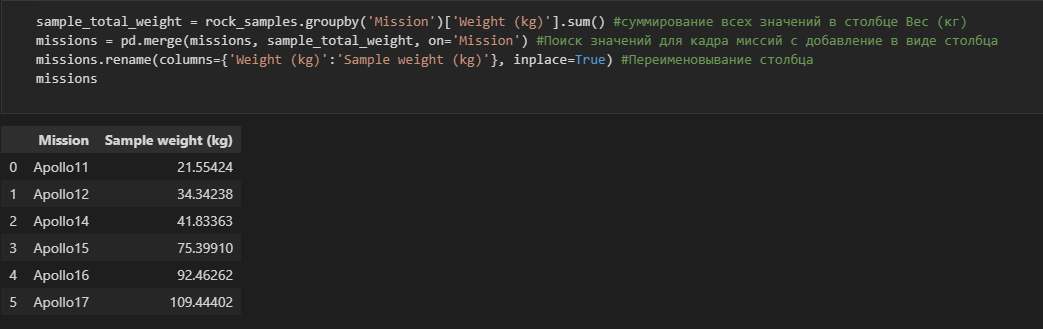 sample_total_weight = rock_samples.groupby('Mission')['Weight (kg)'].sum() #суммирование всех значений в столбце Вес (кг)
missions = pd.merge(missions, sample_total_weight, on='Mission') #Поиск значений для кадра миссий с добавление в виде столбца
missions.rename(columns={'Weight (kg)':'Sample weight (kg)'}, inplace=True) #Переименовывание столбца
missions
Mission Sample weight (kg)
0 Apollo11 21.55424
1 Apollo12 34.34238
2 Apollo14 41.83363
3 Apollo15 75.39910
4 Apollo16 92.46262
5 Apollo17 109.44402